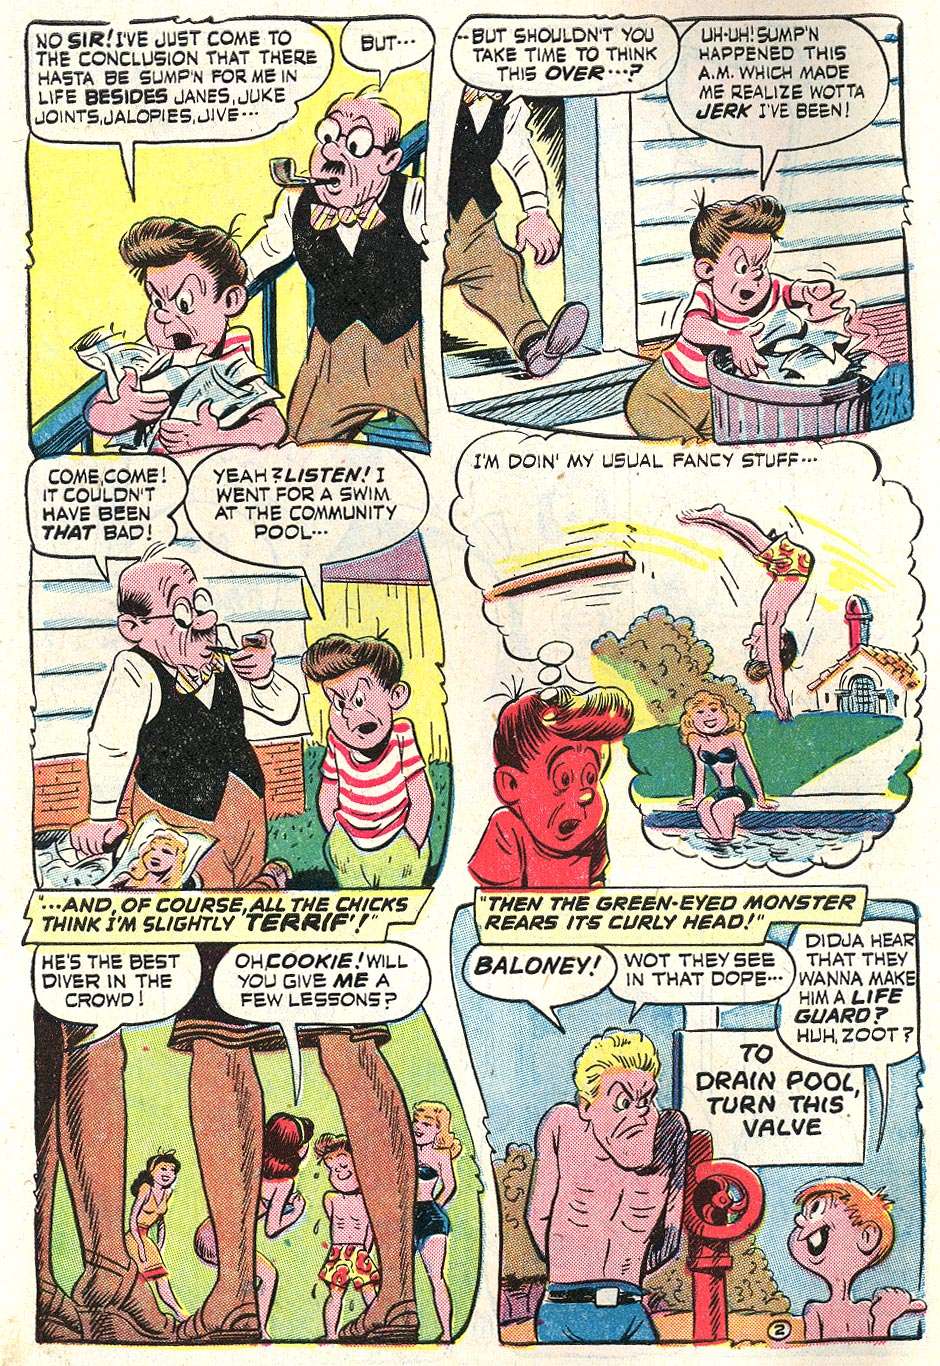 NO SIR! I'VE JUST COME TO
THE CONCLUSION THAT THERE
HASTA BE SUMP'N FOR ME IN
LIFE BESIDES JANES, JUKE
JOINTS, JALOPIES, JIVE---
BUT---
--BUT SHOULDN'T YOU
TAKE TIME TO THINK
THIS OVER---?
UH-UH! SUMP'N
HAPPENED THIS
A.M. WHICH MADE
ME REALIZE WOTTA
JERK I'VE BEEN!
COME, COME!
IT COULDN'T
HAVE BEEN
THAT BAD!
YEAH? LISTEN! I
WENT FOR A SWIM
AT THE COMMUNITY
POOL---
I'M DOIN' MY USUAL FANCY STUFF---
"---AND, OF COURSE, ALL THE CHICKS
THINK I'M SLIGHTLY TERRIF'!"
HE'S THE BEST
DIVER IN THE
CROWD!
OH, COOKIE! WILL
YOU GIVE ME A
FEW LESSONS?
"THEN THE GREEN-EYED MONSTER
REARS ITS CURLY HEAD!"
BALONEY!
WOT THEY SEE
IN THAT DOPE---
DIDJA HEAR
THAT THEY
WANNA MAKE
HIM A LIFE
GUARD?
HUH, ZOOT?
TO
DRAIN POOL,
TURN THIS
VALVE
2